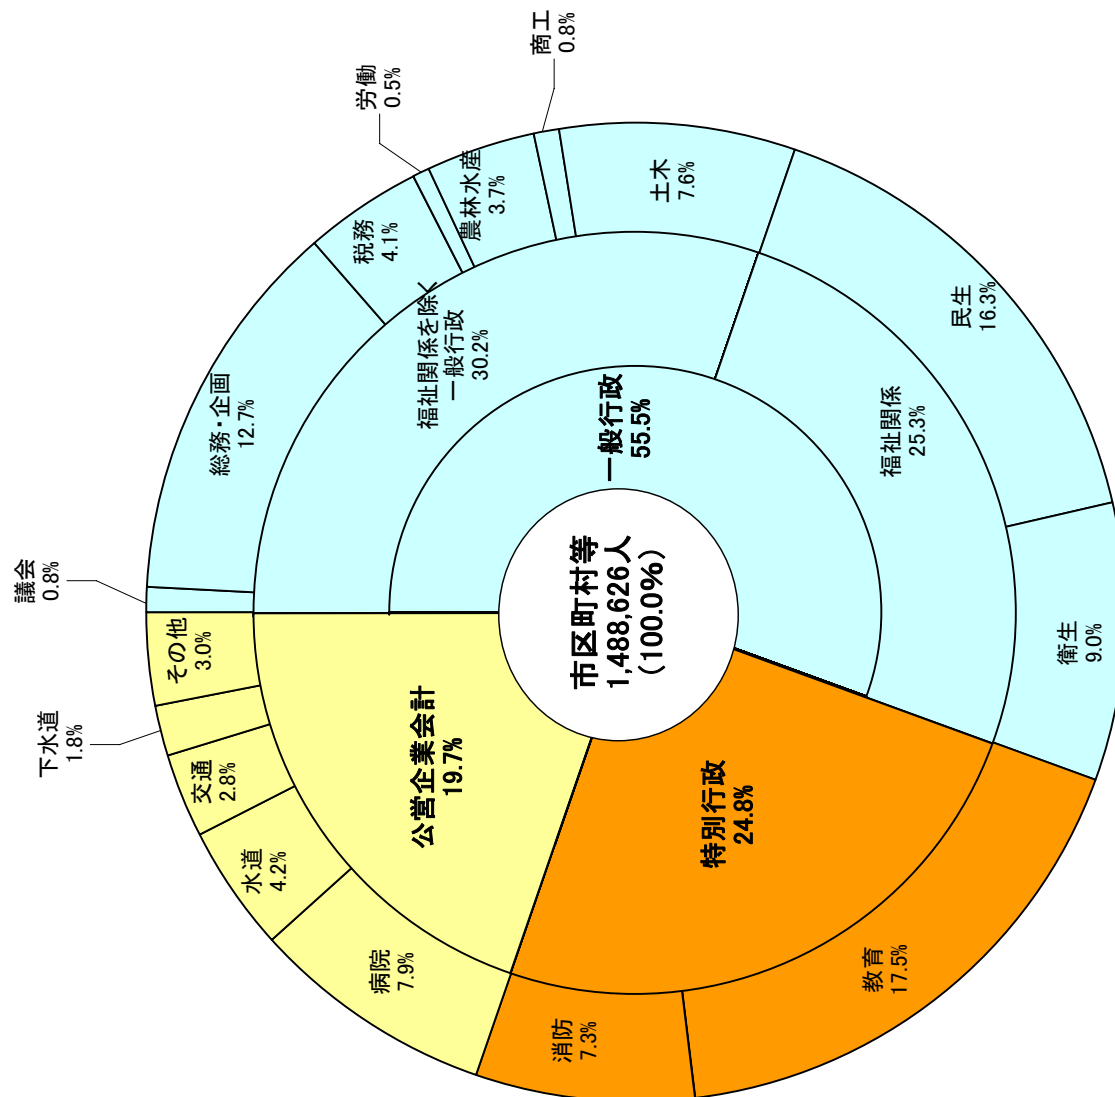 市区町村等
1,488,626人
(100.0%)
一般行政
55.5%
福祉関係を除く
一般行政
30.2%
福祉関係
25.3%
特別行政
24.8%
公営企業会計
19.7%
議会
0.8%
総務・企画
12.7%
税務
4.1%
労働
0.5%
農林水産
3.7%
商工
0.8%
土木
7.6%
民生
16.3%
衛生
9.0%
教育
17.5%
消防
7.3%
病院
7.9%
水道
4.2%
交通
2.8%
下水道
1.8%
その他
3.0%